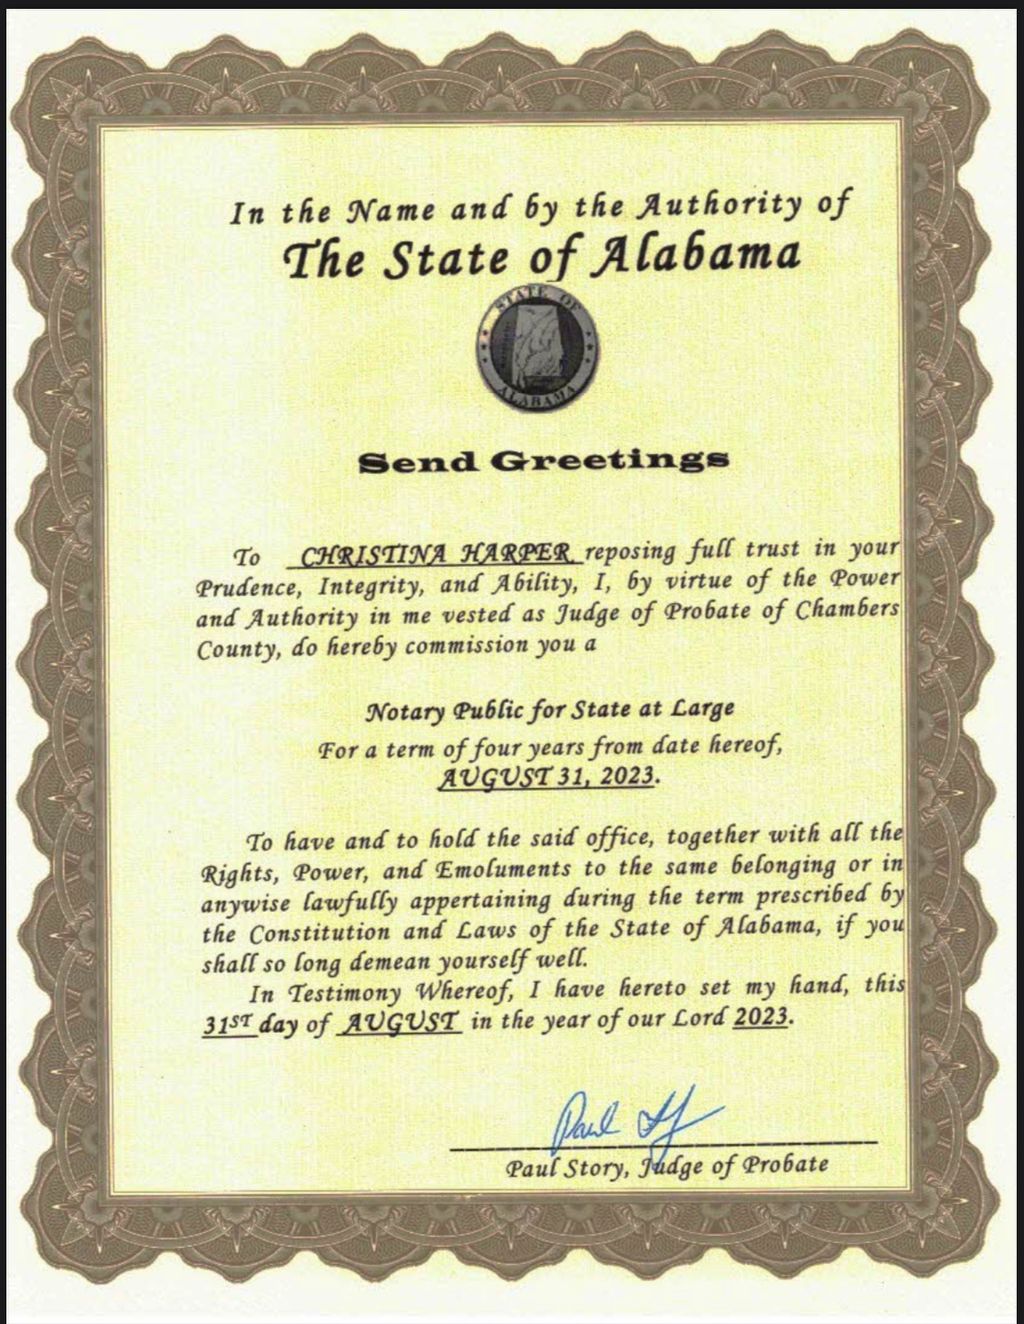 In the Name and by the Authority of
The State of Alabama
STATE OF
ALABAMA
Send Greetings
To CHRISTINA HARPER reposing full trust in your
Prudence, Integrity, and Ability, I, by virtue of the Power
and Authority in me vested as Judge of Probate of Chambers
County, do hereby commission you a
Notary Public for State at Large
For a term of four years from date hereof,
AUGUST 31, 2023.
To have and to hold the said office, together with all the
Rights, Power, and Emoluments to the same belonging or in
anywise lawfully appertaining during the term prescribed by
the Constitution and Laws of the State of Alabama, if you
shall so long demean yourself well.
In Testimony Whereof, I have hereto set my hand, this
31ST day of AUGUST in the year of our Lord 2023.
Paul
Paul Story, Judge of Probate